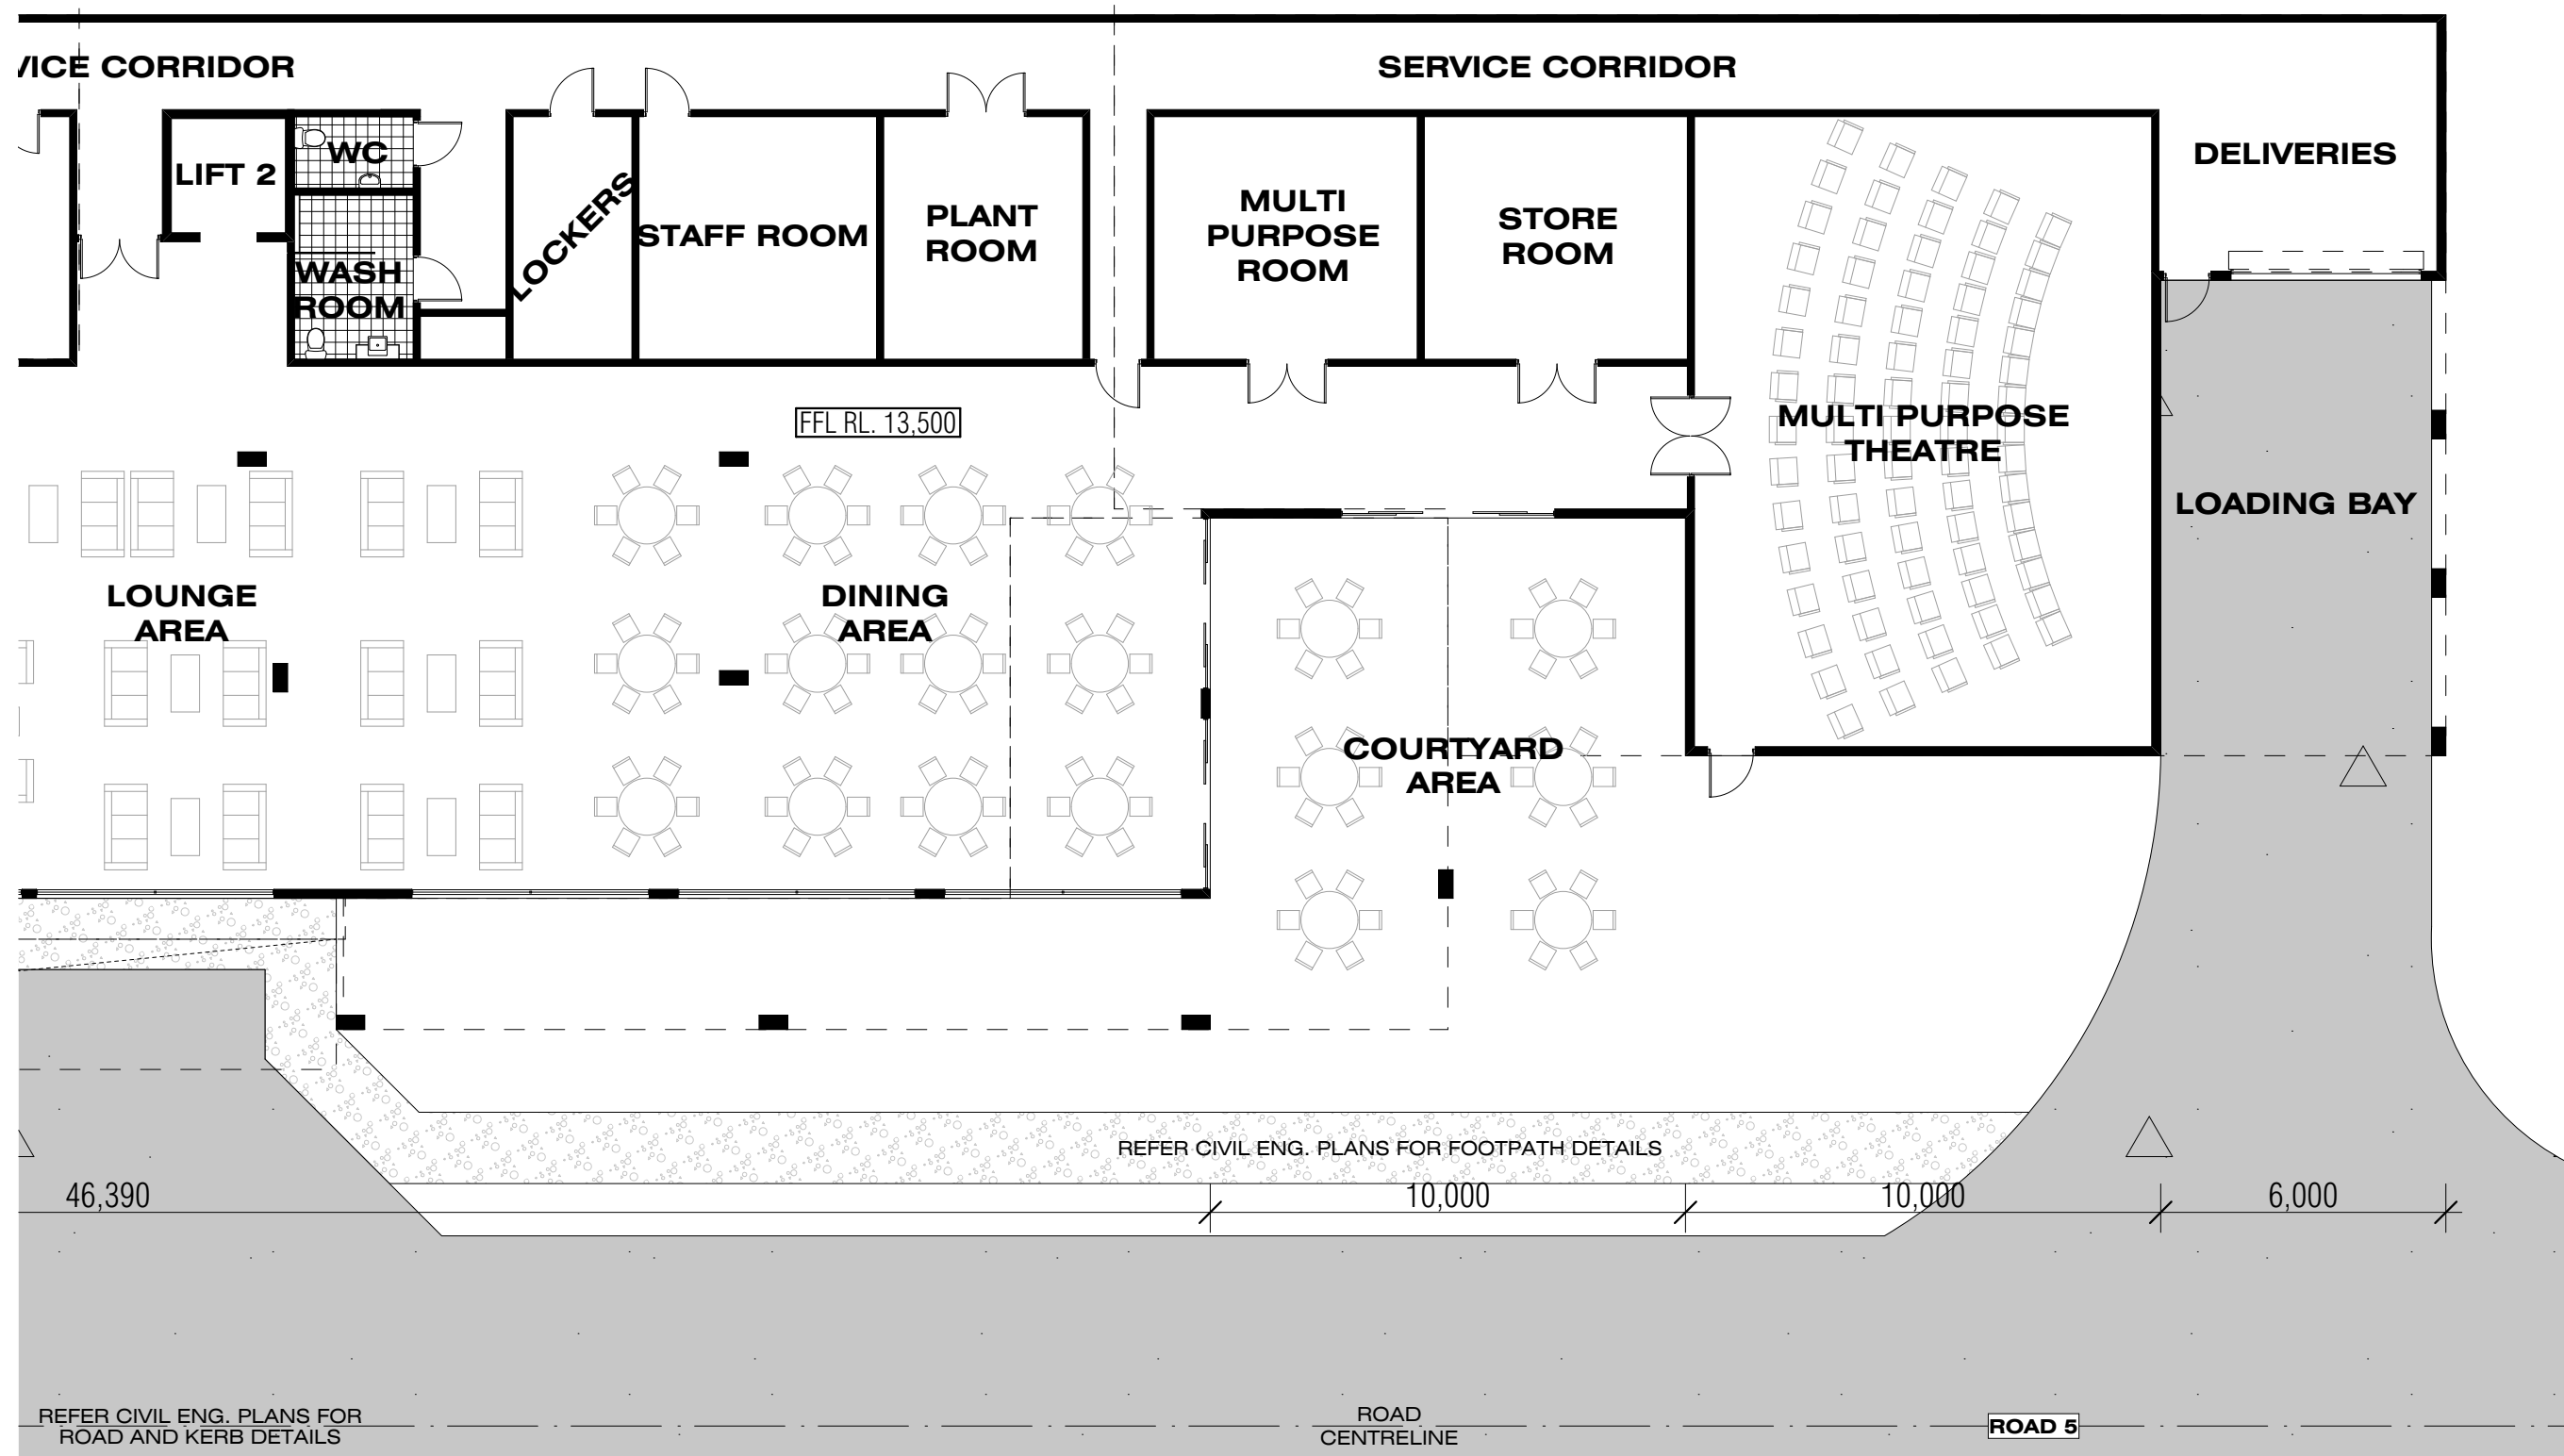 VICE CORRIDOR
SERVICE CORRIDOR
LIFT 2
WC
WASH
ROOM
LOCKERS
STAFF ROOM
PLANT
ROOM
MULTI
PURPOSE
ROOM
STORE
ROOM
DELIVERIES
FFL RL. 13,500
MULTI PURPOSE
THEATRE
LOADING BAY
LOUNGE
AREA
DINING
AREA
COURTYARD
AREA
REFER CIVIL ENG. PLANS FOR FOOTPATH DETAILS
46,390
10,000
10,000
6,000
REFER CIVIL ENG. PLANS FOR
ROAD AND KERB DETAILS
ROAD
CENTRELINE
ROAD 5